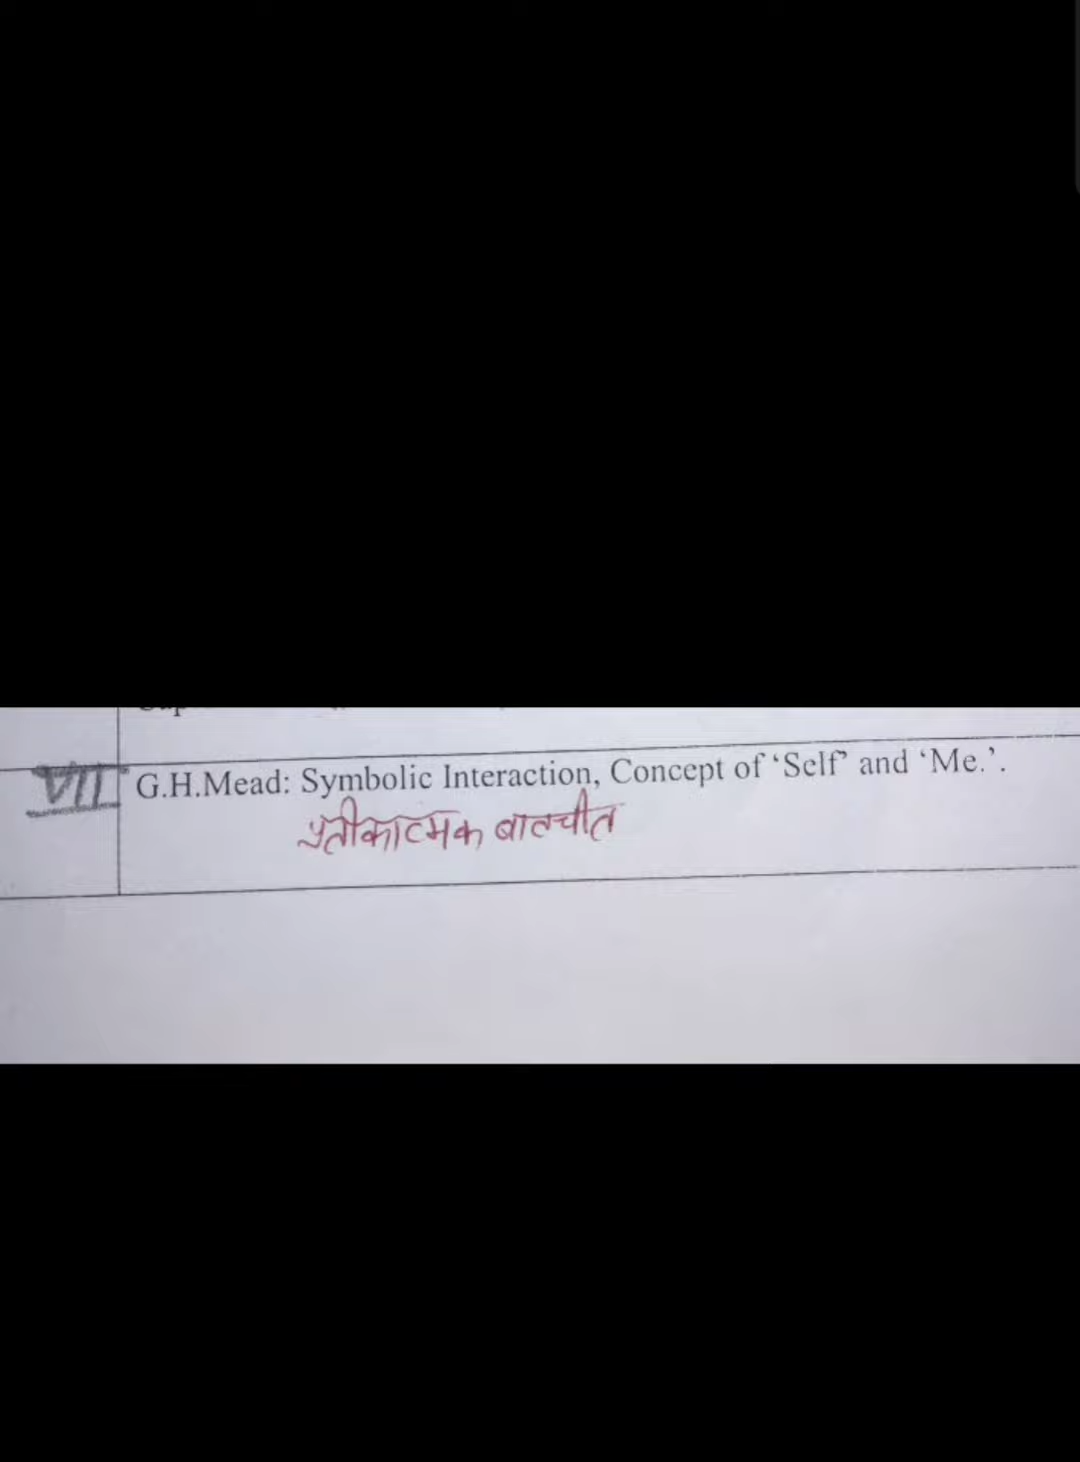 VII G.H.Mead: Symbolic Interaction, Concept of ‘Self’ and ‘Me.’.
प्रतीकात्मक बातचीत